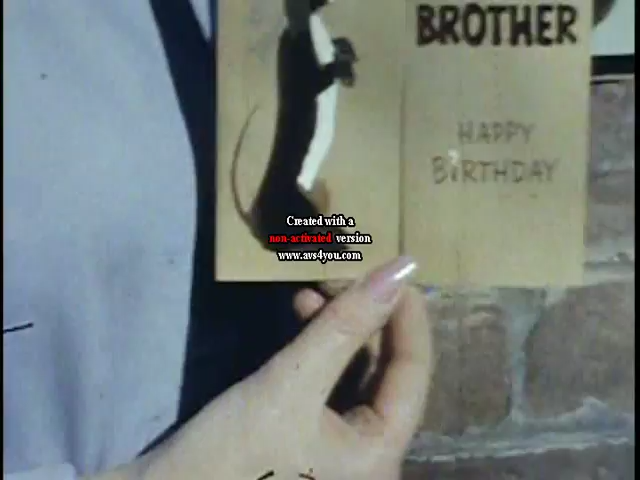 BROTHER
HAPPY
BIRTHDAY
Created with a
non-activated version
www.avs4you.com